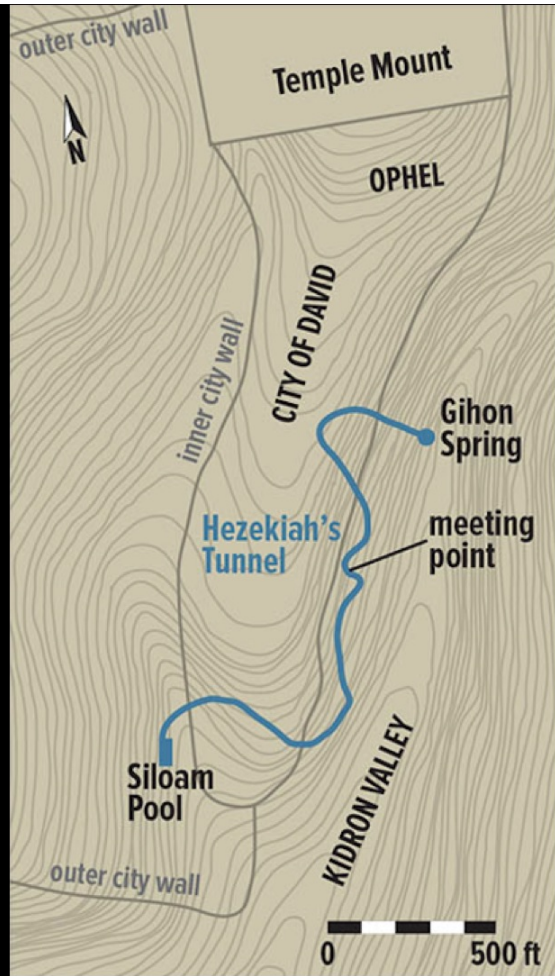 outer city wall
Temple Mount
N
OPHEL
CITY OF DAVID
inner city wall
Gihon
Spring
Hezekiah's
Tunnel
meeting
point
Siloam
Pool
KIDRON VALLEY
outer city wall
0 500 ft